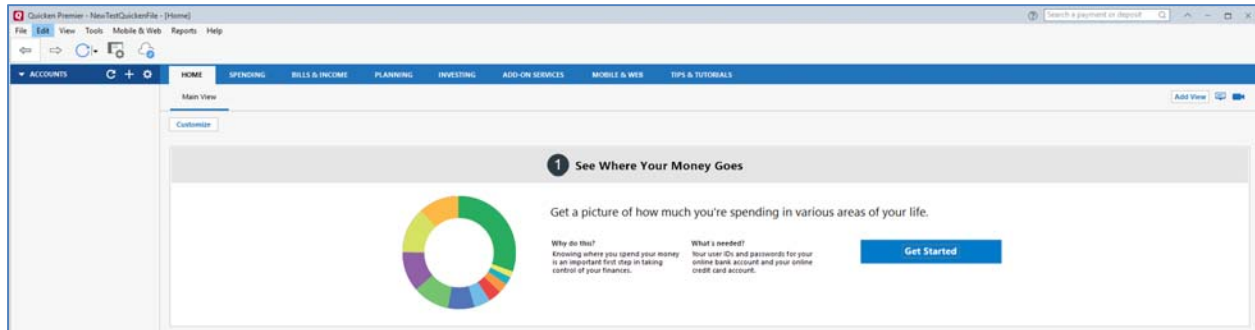 Quicken Premier - NewTestQuickenFile - [Home]
Search a payment or deposit
File Edit View Tools Mobile & Web Reports Help
ACCOUNTS
HOME SPENDING BILLS & INCOME PLANNING INVESTING ADD-ON SERVICES MOBILE & WEB TIPS & TUTORIALS
Main View
Add View
Customize
1 See Where Your Money Goes
Get a picture of how much you're spending in various areas of your life.
Why do this?
Knowing where you spend your money
is an important first step in taking
control of your finances.
What's needed?
Your user IDs and passwords for your
online bank account and your online
credit card account.
Get Started